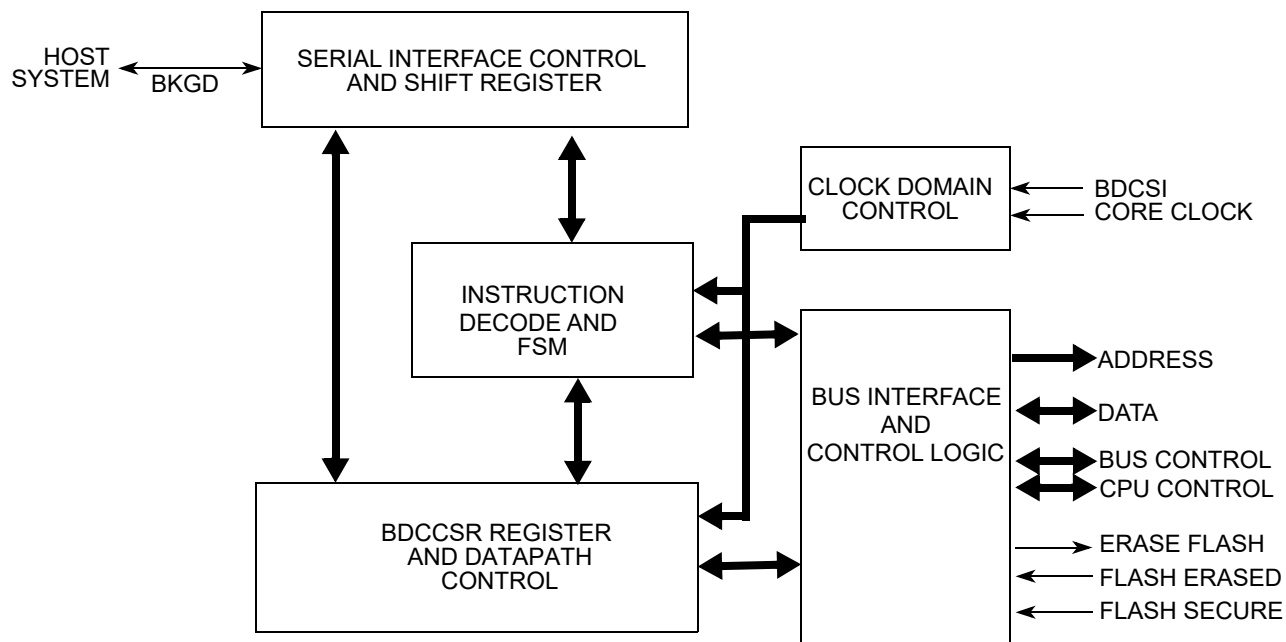 HOST
SYSTEM
BKGD
SERIAL INTERFACE CONTROL
AND SHIFT REGISTER
CLOCK DOMAIN
CONTROL
BDCSI
CORE CLOCK
INSTRUCTION
DECODE AND
FSM
BUS INTERFACE
AND
CONTROL LOGIC
ADDRESS
DATA
BUS CONTROL
CPU CONTROL
ERASE FLASH
FLASH ERASED
FLASH SECURE
BDCCSR REGISTER
AND DATAPATH
CONTROL